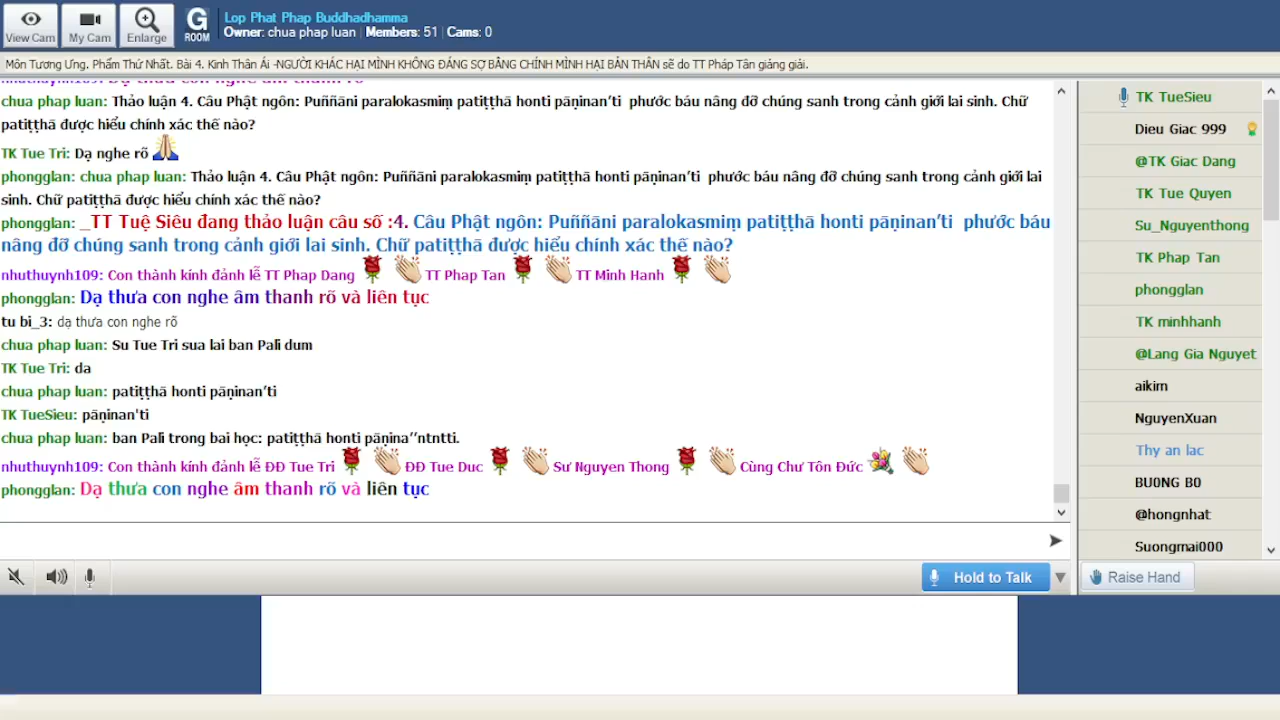 View Cam
My Cam
Enlarge
G
ROOM
Lop Phat Phap Buddhadhamma
Owner: chua phap luan | Members: 51 | Cams: 0
Môn Tương Ưng. Phẩm Thứ Nhất. Bài 4. Kinh Thân Ái -NGƯỜI KHÁC HẠI MÌNH KHÔNG ĐÁNG SỢ BẰNG CHÍNH MÌNH HẠI BẢN THÂN sẽ do TT Pháp Tân giảng giải.
chua phap luan: Thảo luận 4. Câu Phật ngôn: Puññāni paralokasmiṃ patiṭṭhā honti pāṇinan’ti phước báu nâng đỡ chúng sanh trong cảnh giới lai sinh. Chữ
patiṭṭhā được hiểu chính xác thế nào?
TK Tue Tri: Dạ nghe rõ
phongglan: chua phap luan: Thảo luận 4. Câu Phật ngôn: Puññāni paralokasmiṃ patiṭṭhā honti pāṇinan’ti phước báu nâng đỡ chúng sanh trong cảnh giới lai
sinh. Chữ patiṭṭhā được hiểu chính xác thế nào?
phongglan: _TT Tuệ Siêu đang thảo luận câu số :4. Câu Phật ngôn: Puññāni paralokasmiṃ patiṭṭhā honti pāṇinan’ti phước báu
nâng đỡ chúng sanh trong cảnh giới lai sinh. Chữ patiṭṭhā được hiểu chính xác thế nào?
nhuthuynh109: Con thành kính đảnh lễ TT Phap Dang TT Phap Tan TT Minh Hanh
phongglan: Dạ thưa con nghe âm thanh rõ và liên tục
tu bi_3: dạ thưa con nghe rõ
chua phap luan: Su Tue Tri sua lai ban Pali dum
TK Tue Tri: da
chua phap luan: patiṭṭhā honti pāṇinan’ti
TK TueSieu: pāṇinan'ti
chua phap luan: ban Pali trong bai học: patiṭṭhā honti pāṇina’’ntntti.
nhuthuynh109: Con thành kính đảnh lễ ĐĐ Tue Tri ĐĐ Tue Duc Sư Nguyen Thong Cùng Chư Tôn Đức
phongglan: Dạ thưa con nghe âm thanh rõ và liên tục
TK TueSieu
Dieu Giac 999
@TK Giac Dang
TK Tue Quyen
Su_Nguyenthong
TK Phap Tan
phongglan
TK minhhanh
@Lang Gia Nguyet
aikim
NguyenXuan
Thy an lac
BU0NG B0
@hongnhat
Suongmai000
Hold to Talk
Raise Hand